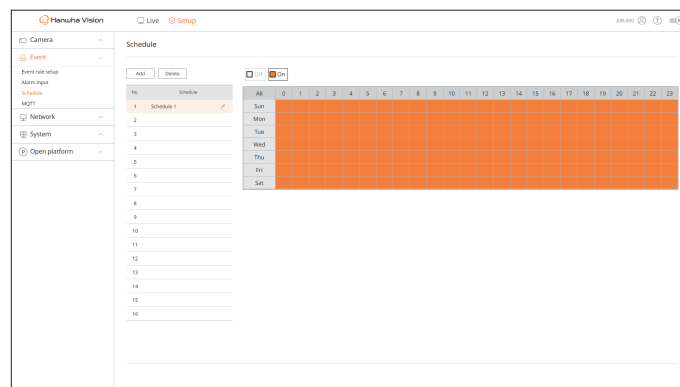 Hanwha Vision
Live
Setup
AIB-800
Camera
Event
Event rule setup
Alarm input
Schedule
MQTT
Network
System
Open platform
Schedule
Add
Delete
Off
On
No.
Schedule
1 Schedule 1
2
3
4
5
6
7
8
9
10
11
12
13
14
15
16
All 0 1 2 3 4 5 6 7 8 9 10 11 12 13 14 15 16 17 18 19 20 21 22 23
Sun
Mon
Tue
Wed
Thu
Fri
Sat